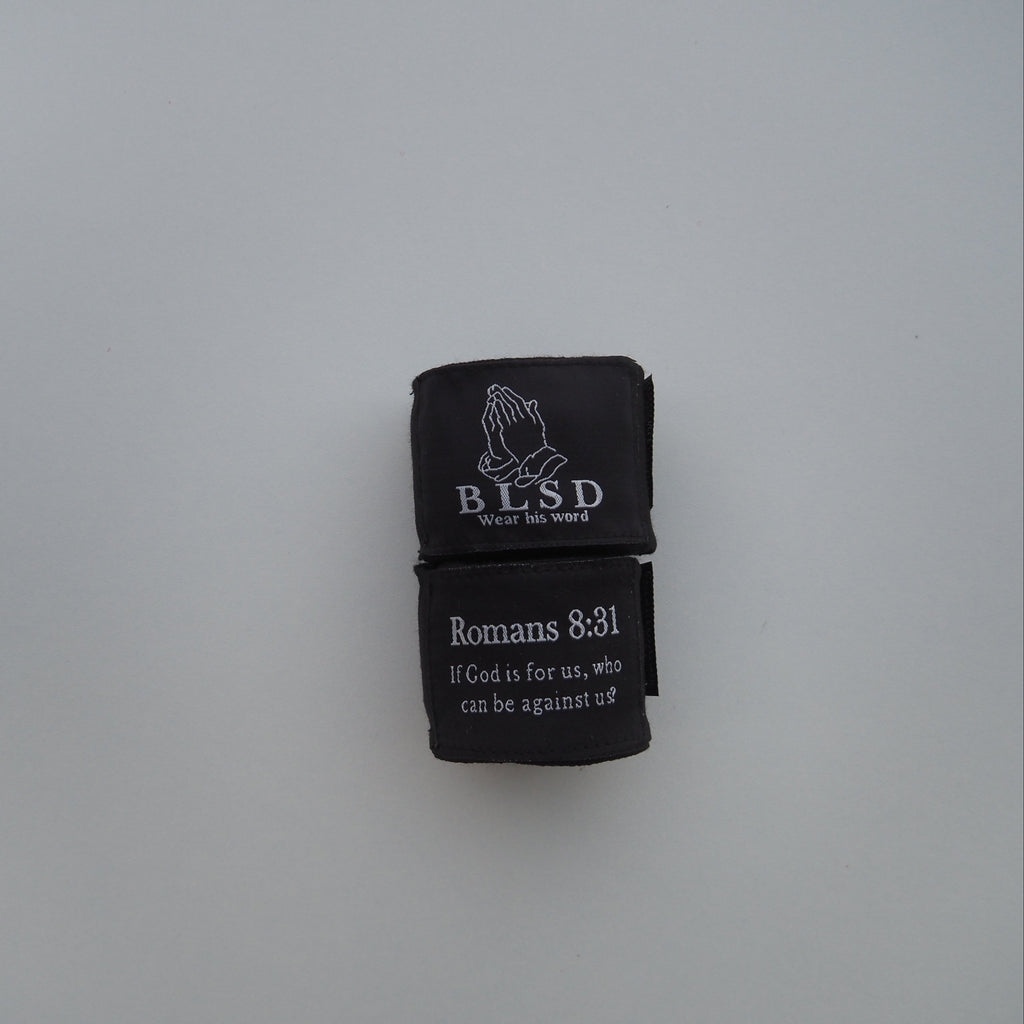 BLSD
Wear his word
Romans 8:31
If God is for us, who
can be against us?